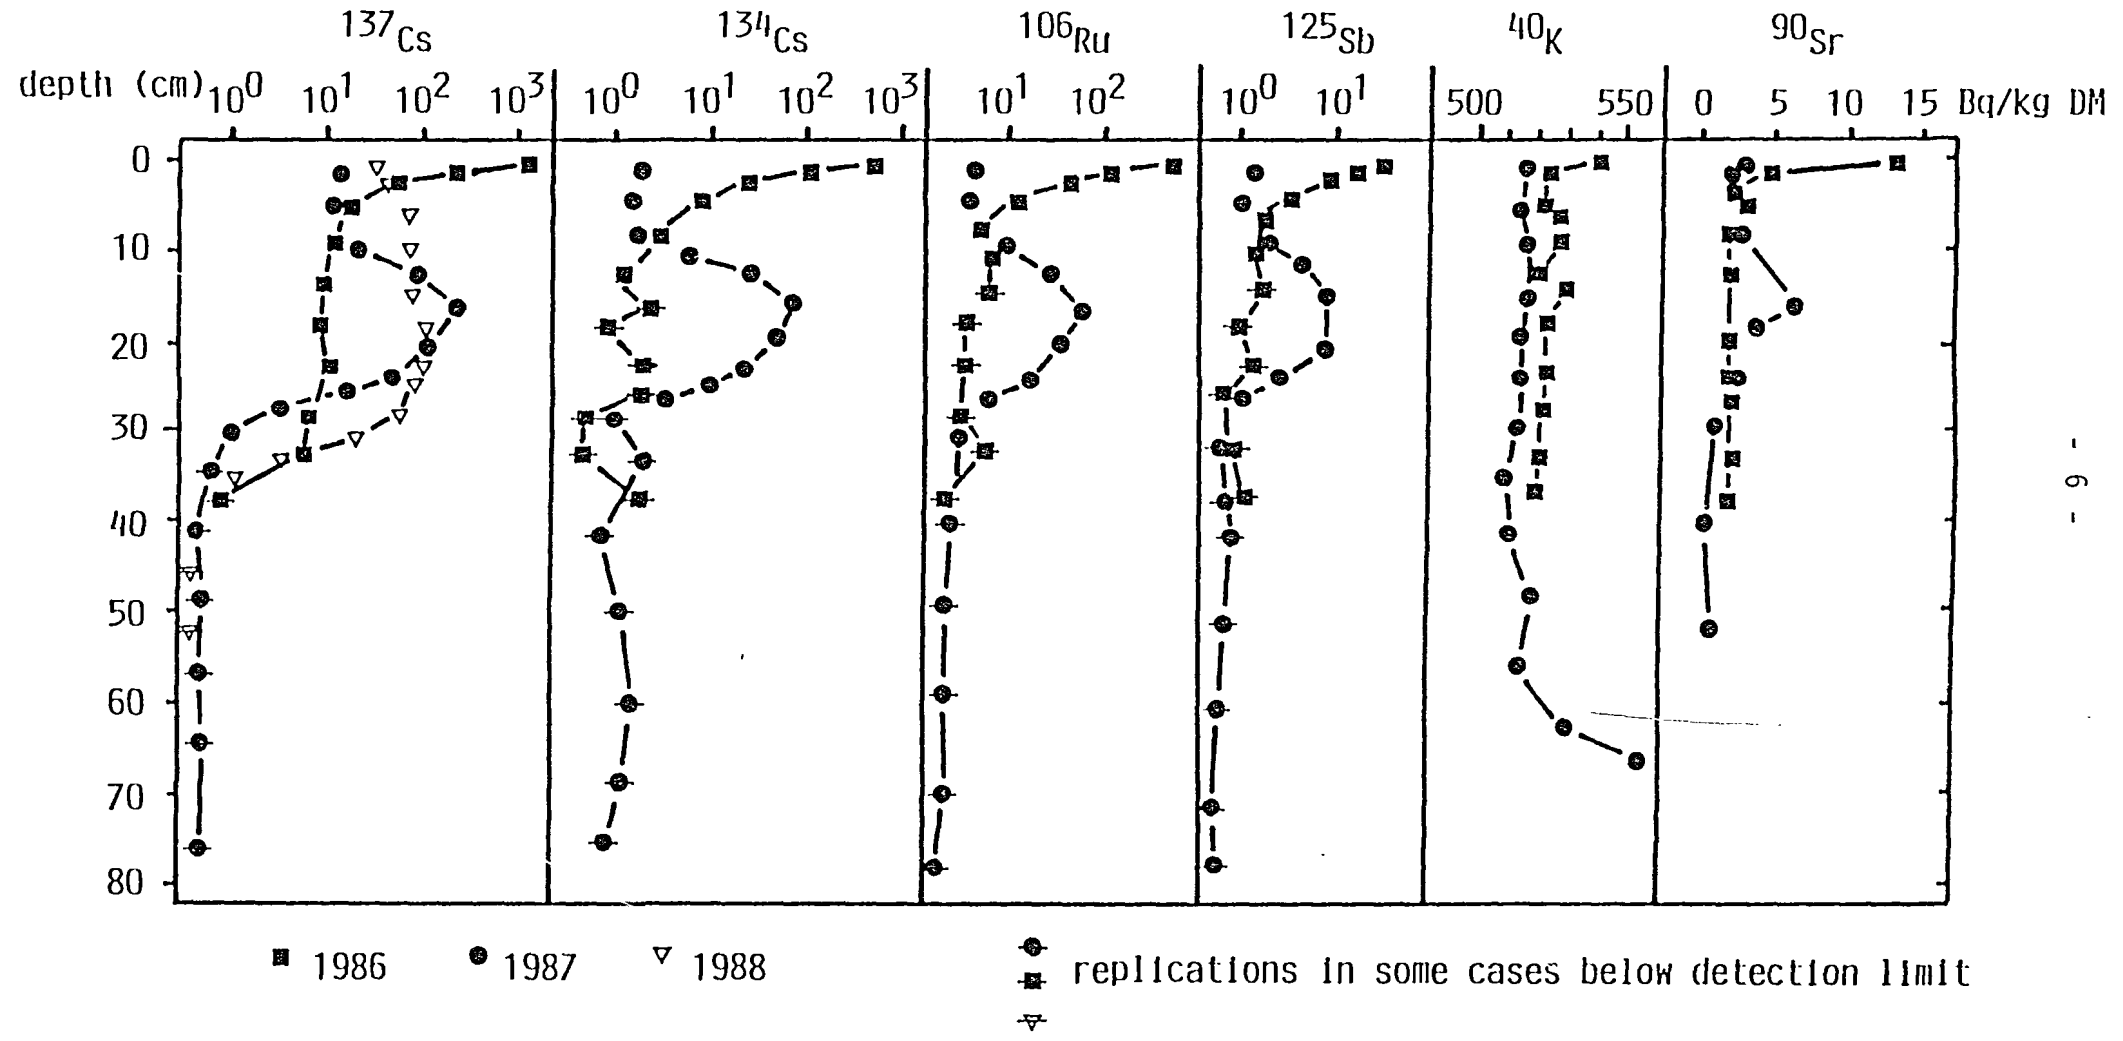 137Cs 134Cs 106Ru 125Sb 40K 90Sr
depth (cm) 10^0 10^1 10^2 10^3 10^0 10^1 10^2 10^3 10^1 10^2 10^0 10^1 500 550 0 5 10 15 Bq/kg DM
0
10
20
30
40
50
60
70
80
- 9 -
1986 1987 1988
replications in some cases below detection limit